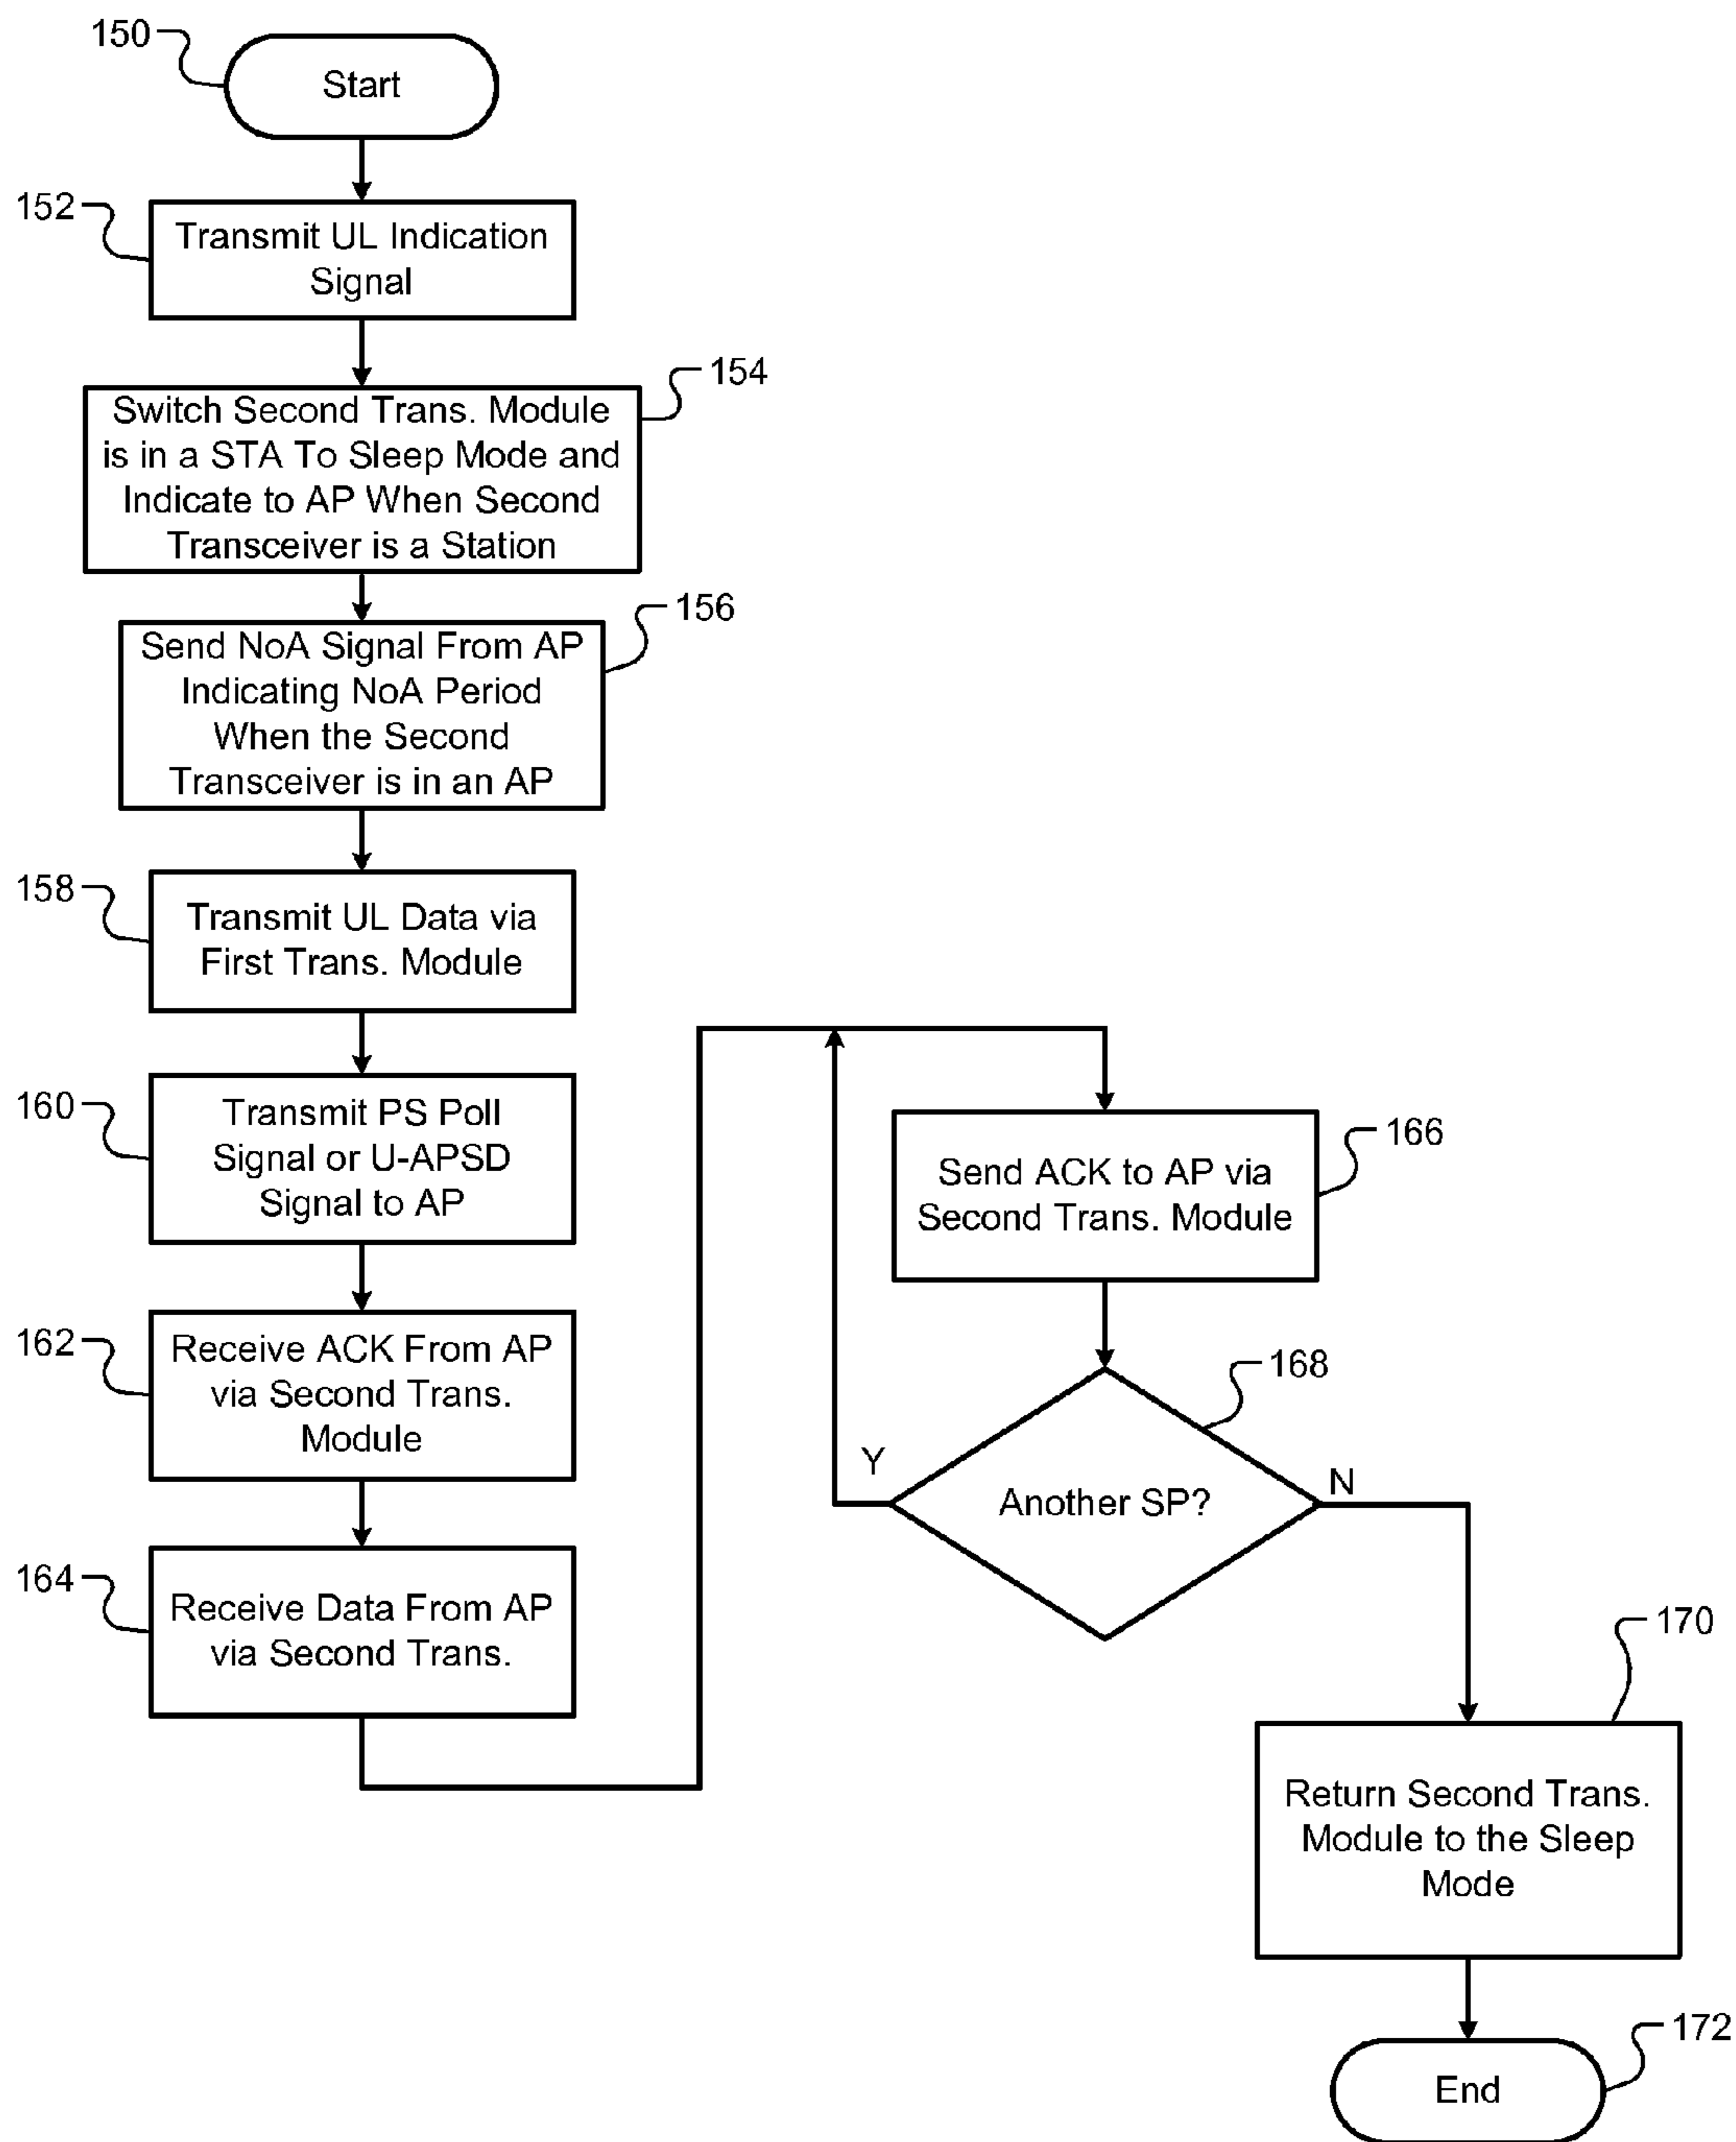 150
Start
152
Transmit UL Indication
Signal
154
Switch Second Trans. Module
is in a STA To Sleep Mode and
Indicate to AP When Second
Transceiver is a Station
156
Send NoA Signal From AP
Indicating NoA Period
When the Second
Transceiver is in an AP
158
Transmit UL Data via
First Trans. Module
160
Transmit PS Poll
Signal or U-APSD
Signal to AP
162
Receive ACK From AP
via Second Trans.
Module
164
Receive Data From AP
via Second Trans.
166
Send ACK to AP via
Second Trans. Module
168
Another SP?
Y
N
170
Return Second Trans.
Module to the Sleep
Mode
172
End